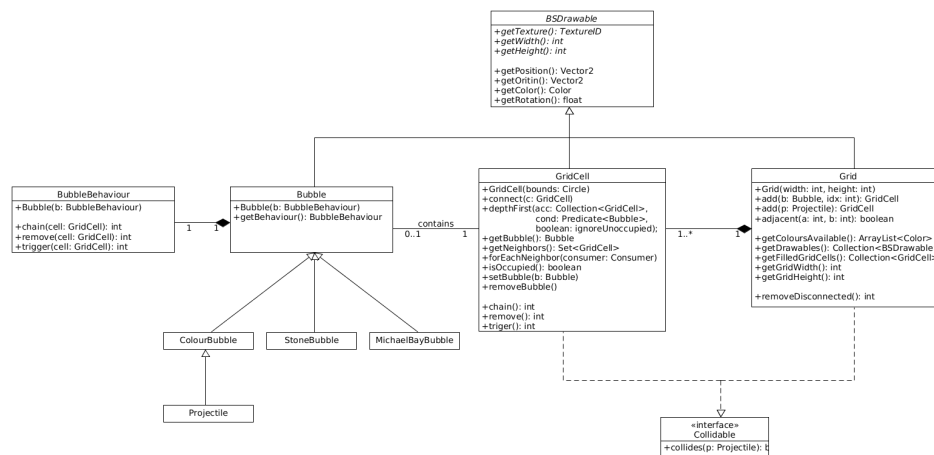 BSDrawable
+getTexture(): TextureID
+getWidth(): int
+getHeight(): int
+getPosition(): Vector2
+getOritin(): Vector2
+getColor(): Color
+getRotation(): float
BubbleBehaviour
+Bubble(b: BubbleBehaviour)
+chain(cell: GridCell): int
+remove(cell: GridCell): int
+trigger(cell: GridCell): int
1
1
Bubble
+Bubble(b: BubbleBehaviour)
+getBehaviour(): BubbleBehaviour
contains
0..1
1
GridCell
+GridCell(bounds: Circle)
+connect(c: GridCell)
+depthFirst(acc: Collection<GridCell>,
cond: Predicate<Bubble>,
boolean: ignoreUnoccupied);
+getBubble(): Bubble
+getNeighbors(): Set<GridCell>
+forEachNeighbor(consumer: Consumer)
+isOccupied(): boolean
+setBubble(b: Bubble)
+removeBubble()
+chain(): int
+remove(): int
+triger(): int
1..*
1
Grid
+Grid(width: int, height: int)
+add(b: Bubble, idx: int): GridCell
+add(p: Projectile): GridCell
+adjacent(a: int, b: int): boolean
+getColoursAvailable(): ArrayList<Color>
+getDrawables(): Collection<BSDrawable
+getFilledGridCells(): Collection<GridCell>
+getGridWidth(): int
+getGridHeight(): int
+removeDisconnected(): int
ColourBubble
StoneBubble
MichaelBayBubble
Projectile
«interface»
Collidable
+collides(p: Projectile): b